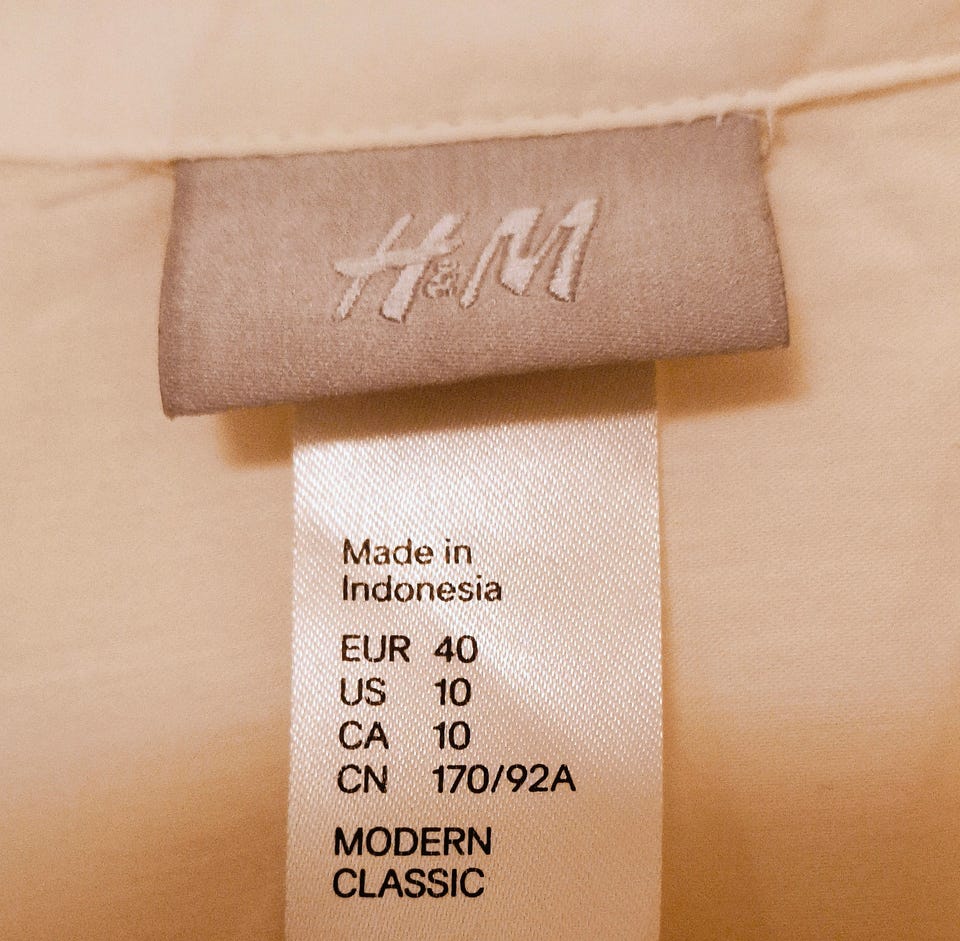 H&M
Made in
Indonesia
EUR 40
US 10
CA 10
CN 170/92A
MODERN
CLASSIC